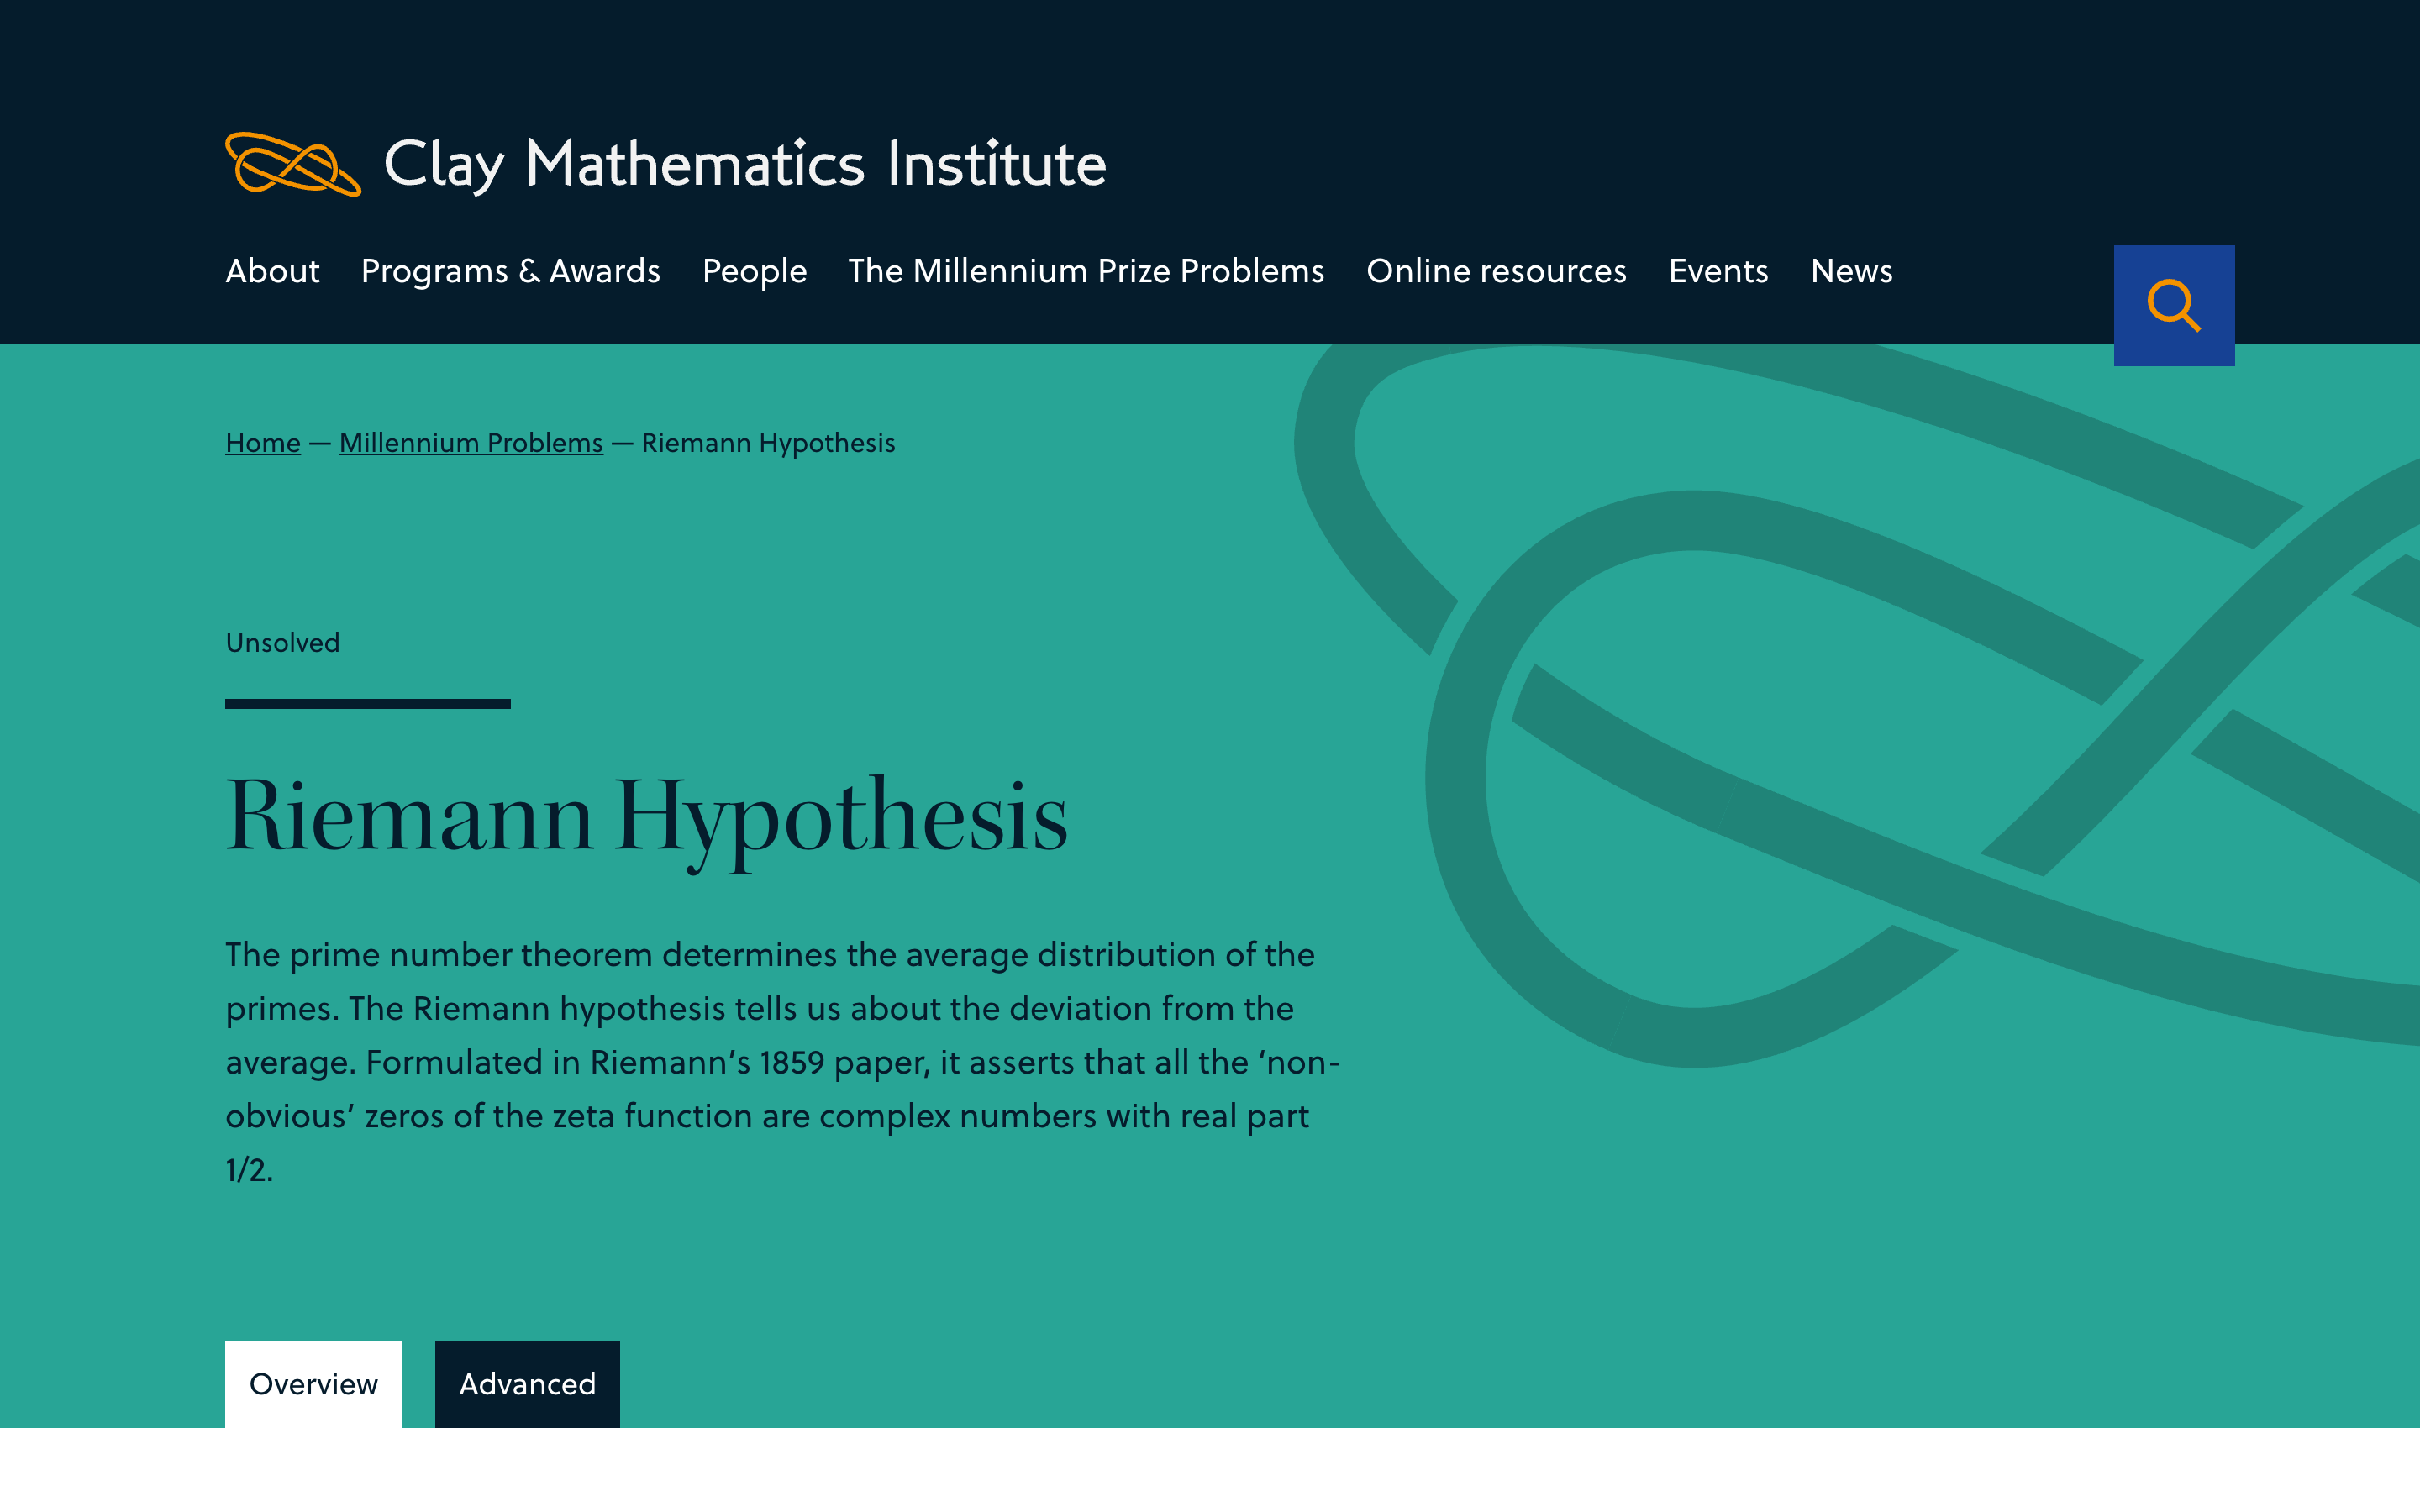 Clay Mathematics Institute
About Programs & Awards People The Millennium Prize Problems Online resources Events News
Home — Millennium Problems — Riemann Hypothesis
Unsolved
Riemann Hypothesis
The prime number theorem determines the average distribution of the
primes. The Riemann hypothesis tells us about the deviation from the
average. Formulated in Riemann’s 1859 paper, it asserts that all the ‘non-
obvious’ zeros of the zeta function are complex numbers with real part
1/2.
Overview Advanced